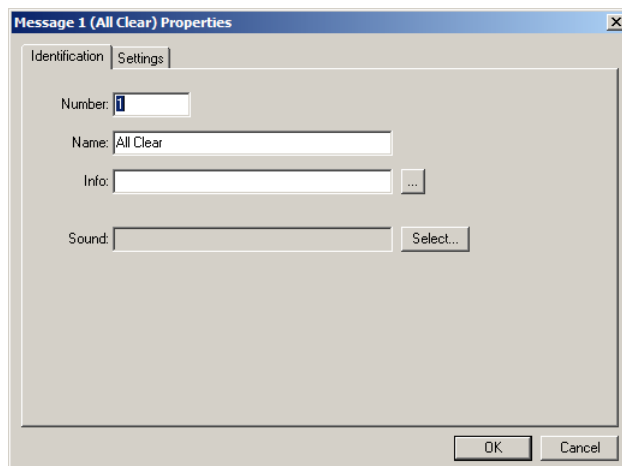 Message 1 (All Clear) Properties
Identification
Settings
Number: 1
Name: All Clear
Info:
...
Sound:
Select...
OK
Cancel